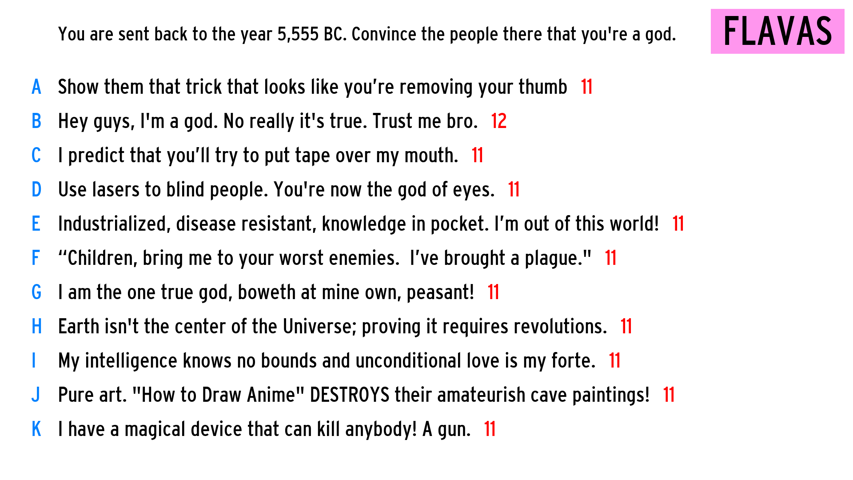 You are sent back to the year 5,555 BC. Convince the people there that you're a god.
FLAVAS
A Show them that trick that looks like you’re removing your thumb 11
B Hey guys, I'm a god. No really it's true. Trust me bro. 12
C I predict that you’ll try to put tape over my mouth. 11
D Use lasers to blind people. You're now the god of eyes. 11
E Industrialized, disease resistant, knowledge in pocket. I’m out of this world! 11
F “Children, bring me to your worst enemies.  I’ve brought a plague." 11
G I am the one true god, boweth at mine own, peasant! 11
H Earth isn't the center of the Universe; proving it requires revolutions. 11
I My intelligence knows no bounds and unconditional love is my forte. 11
J Pure art. "How to Draw Anime" DESTROYS their amateurish cave paintings! 11
K I have a magical device that can kill anybody! A gun. 11